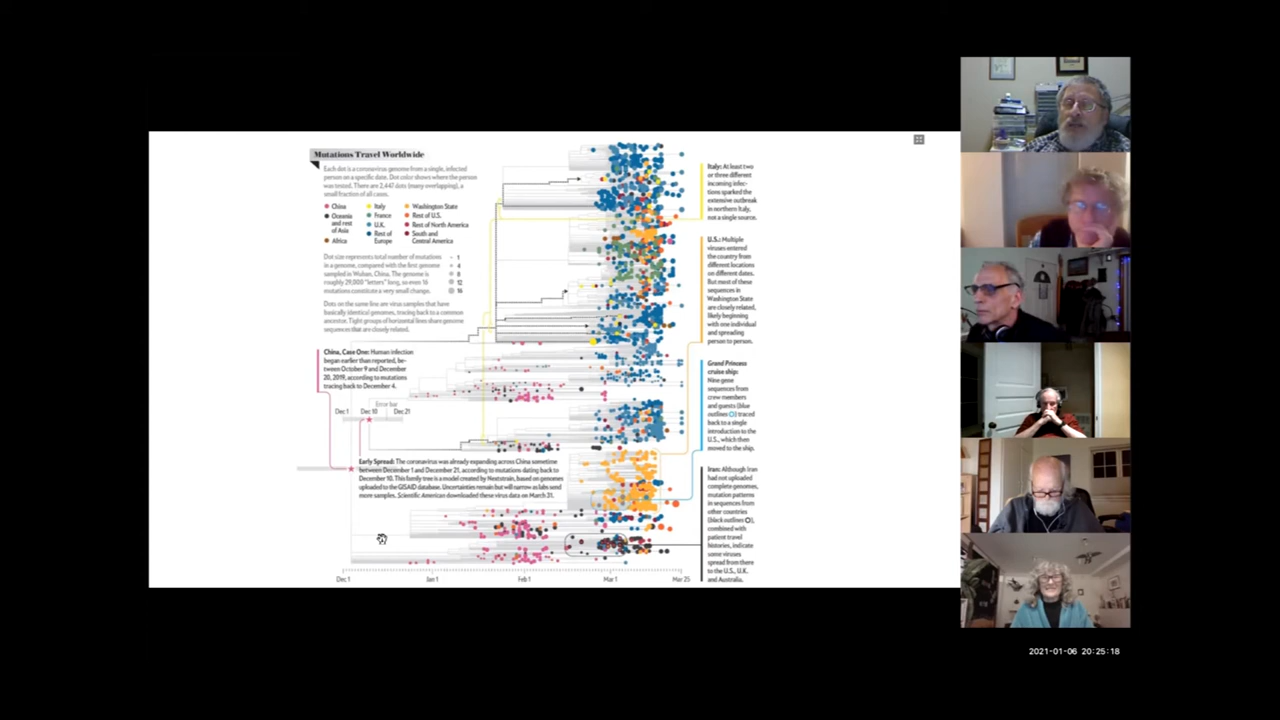 Mutations Travel Worldwide
Each dot is a coronavirus genome from a single, infected
person on a specific date. Dot color shows where the person
was tested. There are 2,447 dots (many overlapping), a
small fraction of all cases.
China
Oceania
and rest
of Asia
Africa
Italy
France
U.K.
Rest of
Europe
Washington State
Rest of U.S.
Rest of North America
South and
Central America
Dot size represents total number of mutations
in a genome, compared with the first genome
sampled in Wuhan, China. The genome is
roughly 29,000 "letters" long, so even 16
mutations constitute a very small change.
1
4
8
12
16
Dots on the same line are virus samples that have
basically identical genomes, tracing back to a common
ancestor. Tight groups of horizontal lines share genome
sequences that are closely related.
China, Case One: Human infection
began earlier than reported, be-
tween October 9 and December
20, 2019, according to mutations
tracing back to December 4.
Error bar
Dec 1 Dec 10 Dec 21
Early Spread: The coronavirus was already expanding across China sometime
between December 1 and December 21, according to mutations dating back to
December 10. This family tree is a model created by Nextstrain, based on genomes
uploaded to the GISAID database. Uncertainties remain but will narrow as labs send
more samples. Scientific American downloaded these virus data on March 31.
Dec 1 Jan 1 Feb 1 Mar 1 Mar 25
Italy: At least two
or three different
incoming infec-
tions sparked the
extensive outbreak
in northern Italy,
not a single source.
U.S.: Multiple
viruses entered
the country from
different locations
on different dates.
But most of these
sequences in
Washington State
are closely related,
likely beginning
with one individual
and spreading
person to person.
Grand Princess
cruise ship:
Nine gene
sequences from
crew members
and guests (blue
outlines) traced
back to a single
introduction to the
U.S., which then
moved to the ship.
Iran: Although Iran
had not uploaded
complete genomes,
mutation patterns
in sequences from
other countries
(black outlines),
combined with
patient travel
histories, indicate
some viruses
spread from there
to the U.S., U.K.
and Australia.
2021-01-06 20:25:18